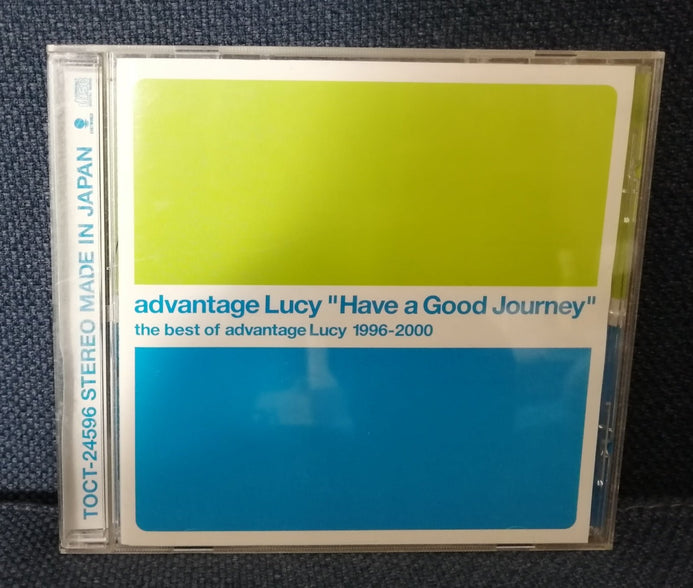 advantage Lucy "Have a Good Journey"
the best of advantage Lucy 1996-2000
TOCT-24596 STEREO MADE IN JAPAN